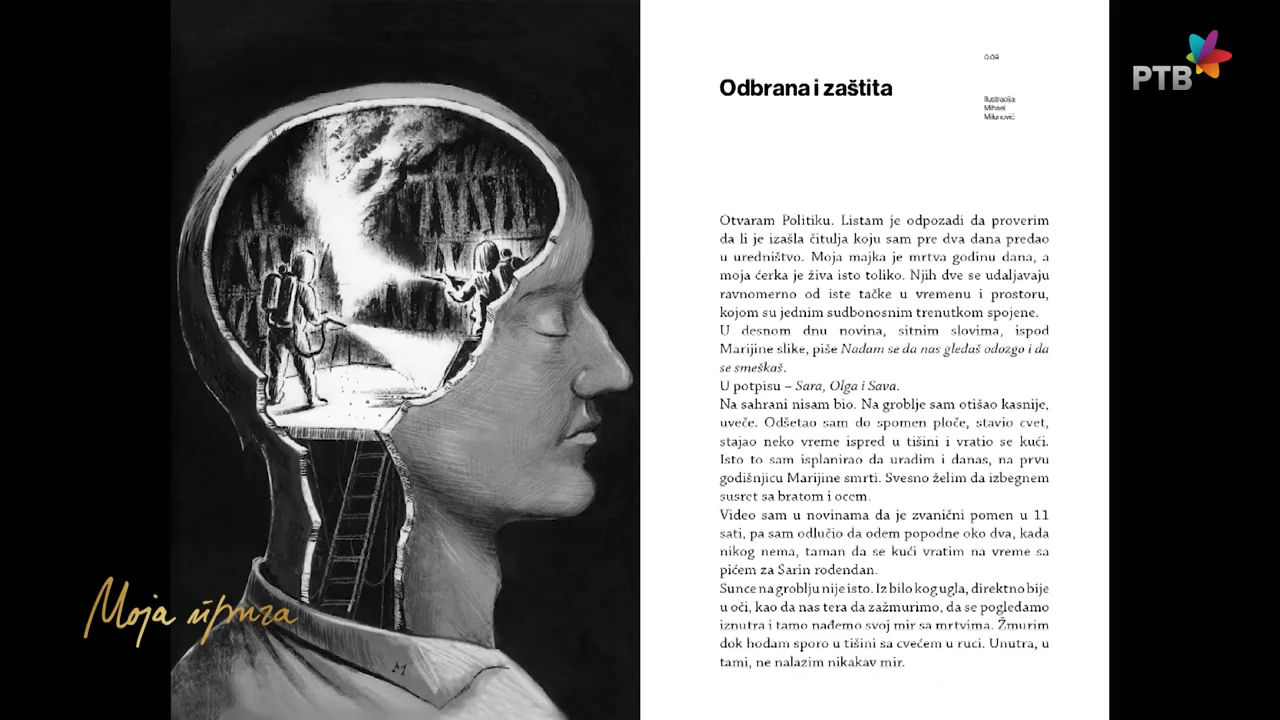 Odbrana i zaštita
0.09
Ilustracija:
Mihael
Milunović
РТВ
Otvaram Politiku. Listam je odpozadi da proverim
da li je izašla čitulja koju sam pre dva dana predao
u uredništvo. Moja majka je mrtva godinu dana, a
moja ćerka je živa isto toliko. Njih dve se udaljavaju
ravnomerno od iste tačke u vremenu i prostoru,
kojom su jednim sudbonosnim trenutkom spojene.
U desnom dnu novina, sitnim slovima, ispod
Marijine slike, piše Nadam se da nas gledaš odozgo i da
se smeškaš.
U potpisu – Sara, Olga i Sava.
Na sahrani nisam bio. Na groblje sam otišao kasnije,
uveče. Odšetao sam do spomen ploče, stavio cvet,
stajao neko vreme ispred u tišini i vratio se kući.
Isto to sam isplanirao da uradim i danas, na prvu
godišnjicu Marijine smrti. Svesno želim da izbegnem
susret sa bratom i ocem.
Video sam u novinama da je zvanični pomen u 11
sati, pa sam odlučio da odem popodne oko dva, kada
nikog nema, taman da se kući vratim na vreme sa
pićem za Sarin rođendan.
Sunce na groblju nije isto. Iz bilo kog ugla, direktno bije
u oči, kao da nas tera da zažmurimo, da se pogledamo
iznutra i tamo nađemo svoj mir sa mrtvima. Žmurim
dok hodam sporo u tišini sa cvećem u ruci. Unutra, u
tami, ne nalazim nikakav mir.
Моја прича
M